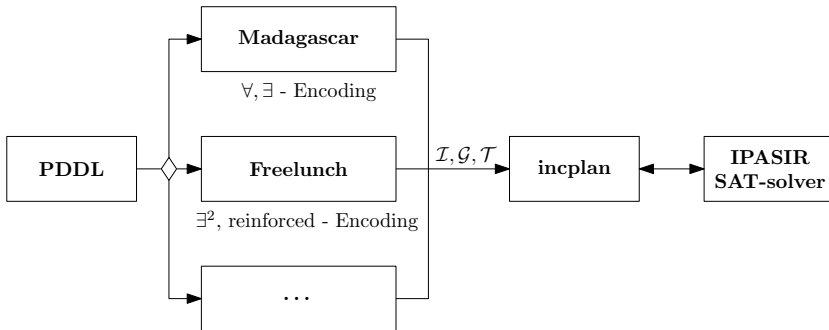 Madagascar
∀, ∃ - Encoding
PDDL
Freelunch
∃², reinforced - Encoding
ℐ, 𝒢, 𝒯
incplan
IPASIR
SAT-solver
...